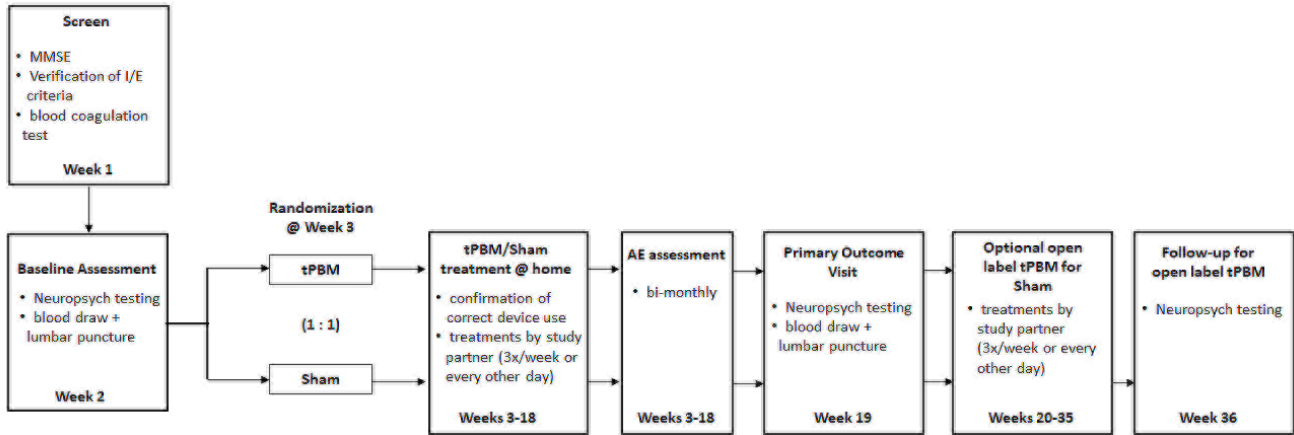 Screen
• MMSE
• Verification of I/E
criteria
• blood coagulation
test
Week 1
Baseline Assessment
• Neuropsych testing
• blood draw +
lumbar puncture
Week 2
Randomization
@ Week 3
tPBM
(1 : 1)
Sham
tPBM/Sham
treatment @ home
• confirmation of
correct device use
• treatments by study
partner (3x/week or
every other day)
Weeks 3-18
AE assessment
• bi-monthly
Weeks 3-18
Primary Outcome
Visit
• Neuropsych testing
• blood draw +
lumbar puncture
Week 19
Optional open
label tPBM for
Sham
• treatments by
study partner
(3x/week or every
other day)
Weeks 20-35
Follow-up for
open label tPBM
• Neuropsych testing
Week 36